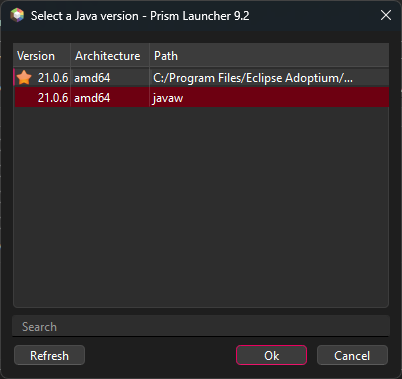 Select a Java version - Prism Launcher 9.2
Version Architecture Path
21.0.6 amd64 C:/Program Files/Eclipse Adoptium/...
21.0.6 amd64 javaw
Search
Refresh Ok Cancel